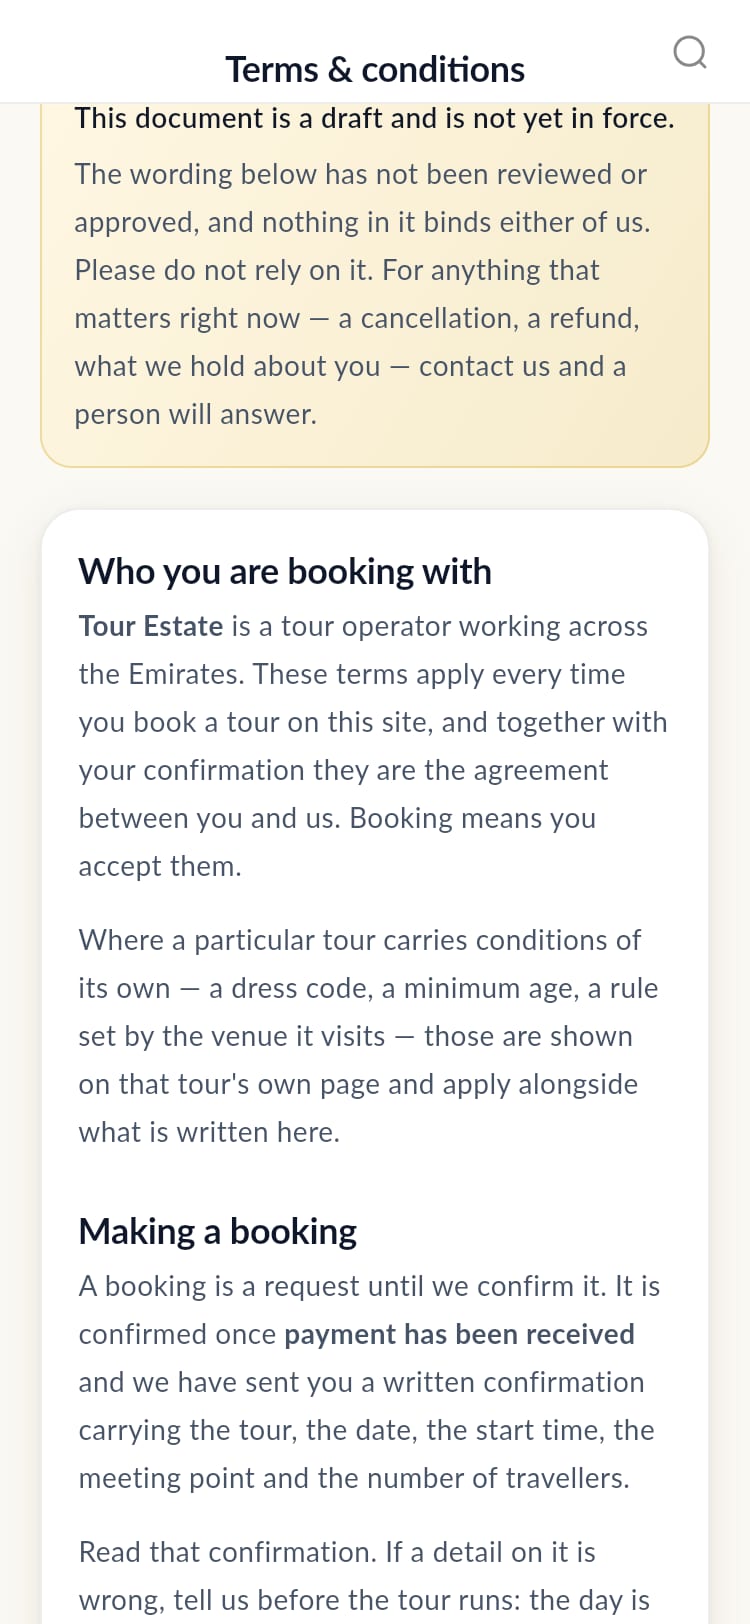 Terms & conditions
This document is a draft and is not yet in force.
The wording below has not been reviewed or
approved, and nothing in it binds either of us.
Please do not rely on it. For anything that
matters right now — a cancellation, a refund,
what we hold about you — contact us and a
person will answer.
Who you are booking with
Tour Estate is a tour operator working across
the Emirates. These terms apply every time
you book a tour on this site, and together with
your confirmation they are the agreement
between you and us. Booking means you
accept them.
Where a particular tour carries conditions of
its own — a dress code, a minimum age, a rule
set by the venue it visits — those are shown
on that tour's own page and apply alongside
what is written here.
Making a booking
A booking is a request until we confirm it. It is
confirmed once payment has been received
and we have sent you a written confirmation
carrying the tour, the date, the start time, the
meeting point and the number of travellers.
Read that confirmation. If a detail on it is
wrong, tell us before the tour runs: the day is